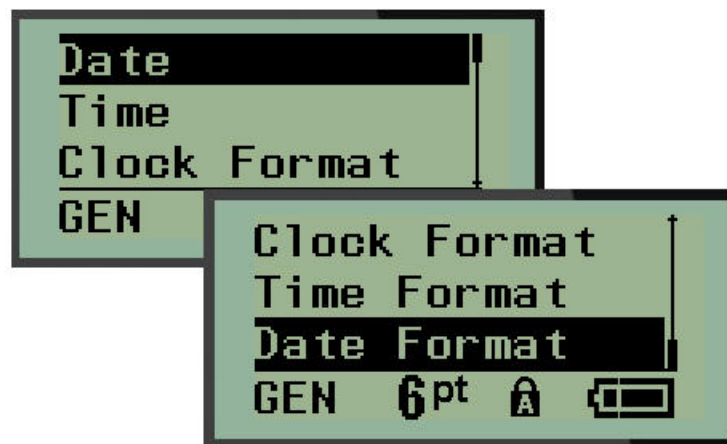 Date
Time
Clock Format
GEN
Clock Format
Time Format
Date Format
GEN 6pt A